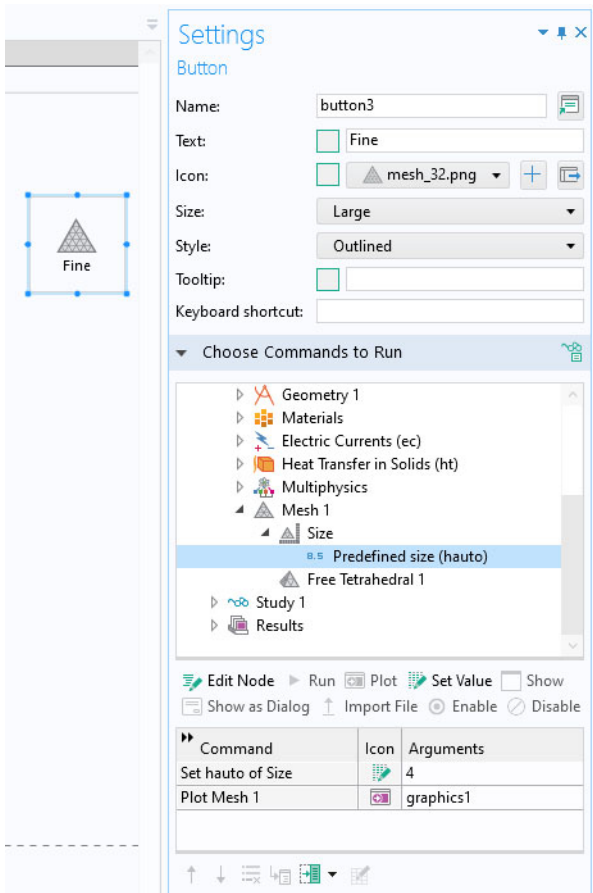 Settings
Button
Name: button3
Text: Fine
Icon: mesh_32.png
Size: Large
Style: Outlined
Tooltip:
Keyboard shortcut:
Fine
Choose Commands to Run
Geometry 1
Materials
Electric Currents (ec)
Heat Transfer in Solids (ht)
Multiphysics
Mesh 1
Size
8.5 Predefined size (hauto)
Free Tetrahedral 1
Study 1
Results
Edit Node Run Plot Set Value Show
Show as Dialog Import File Enable Disable
Command Icon Arguments
Set hauto of Size 4
Plot Mesh 1 graphics1